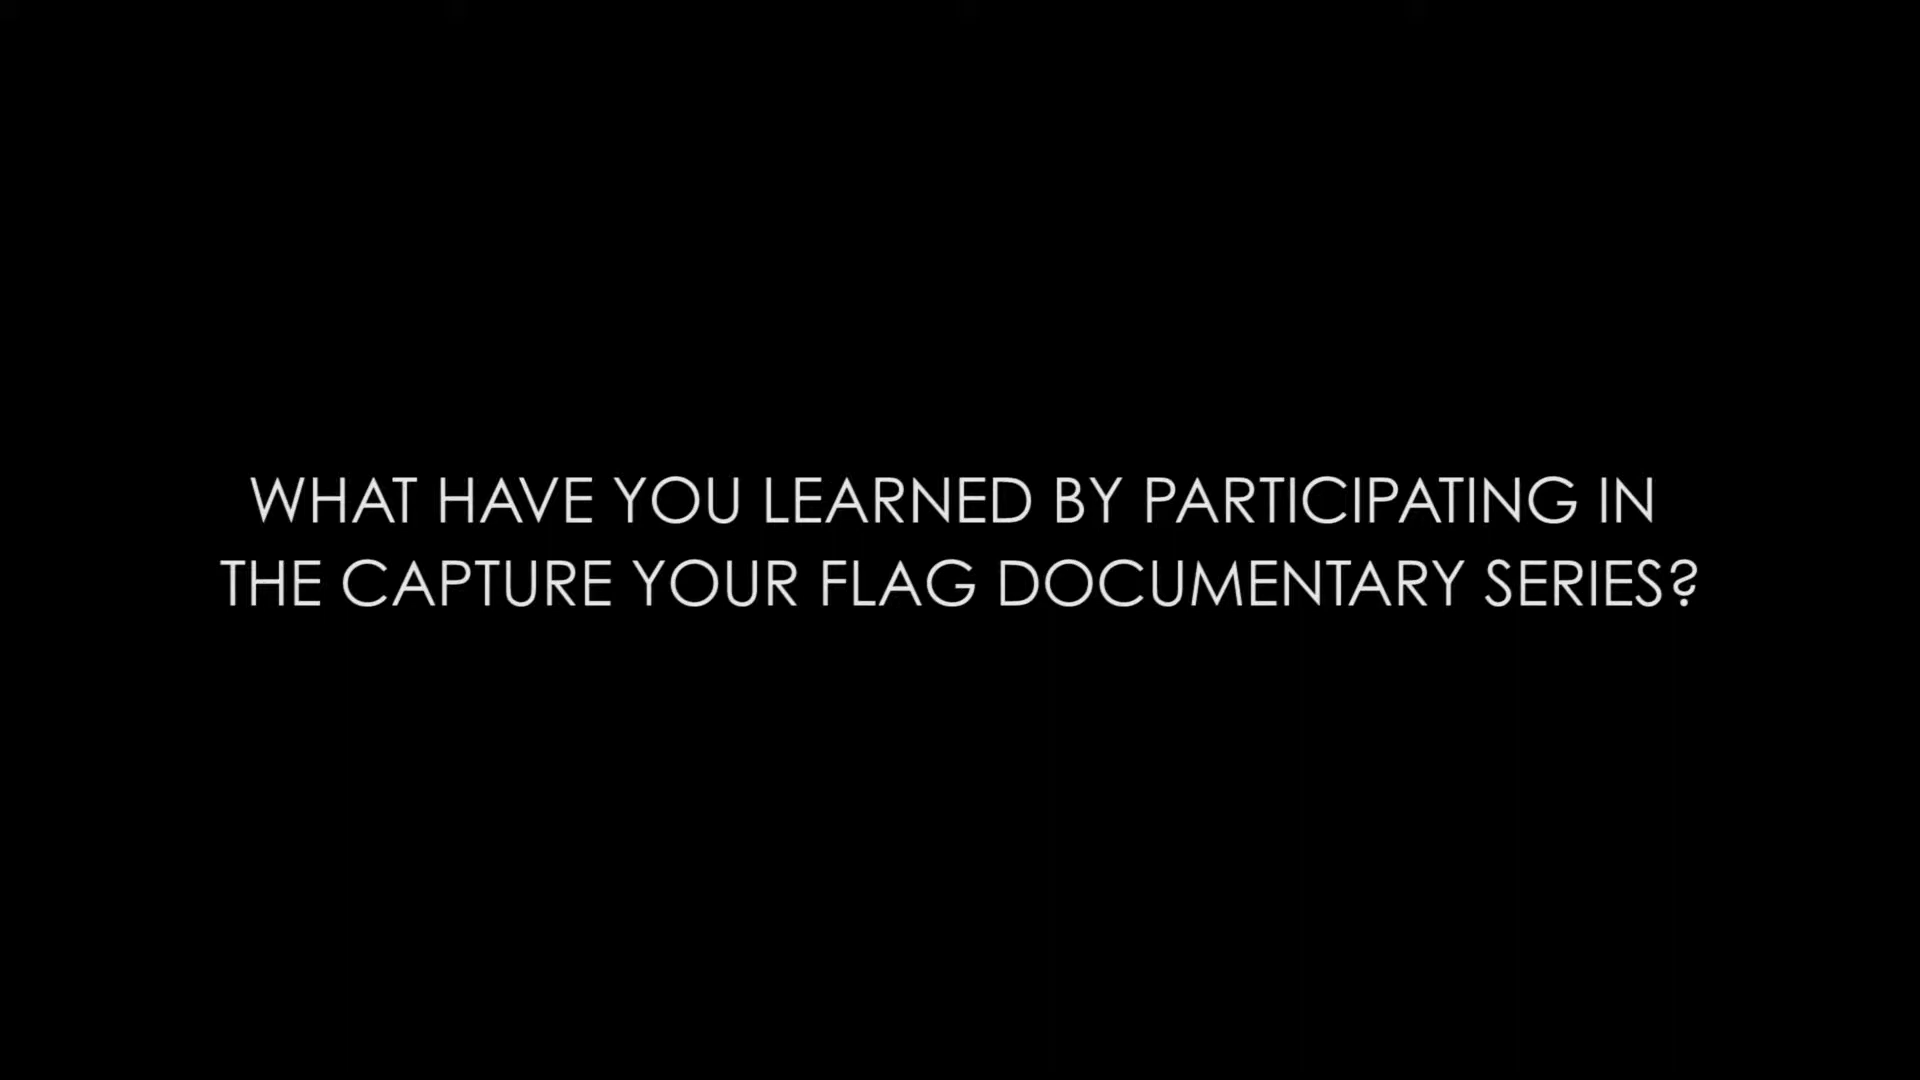 WHAT HAVE YOU LEARNED BY PARTICIPATING IN
THE CAPTURE YOUR FLAG DOCUMENTARY SERIES?